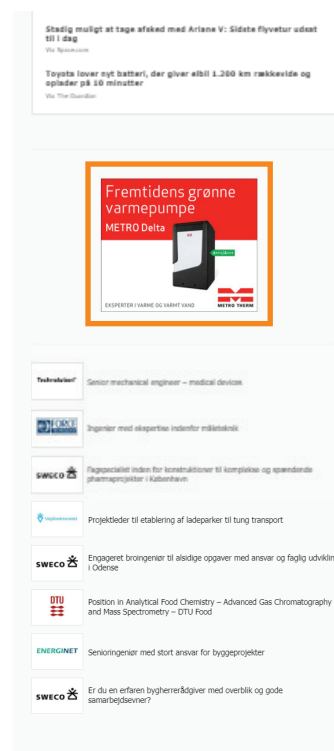 Stadig muligt at tage afsked med Ariane V: Sidste flyvetur udsat
til i dag
Via Space.com
Toyota lover nyt batteri, der giver elbil 1.200 km rækkevide og
oplader på 10 minutter
Via The Guardian
Fremtidens grønne
varmepumpe
METRO Delta
EKSPERTER I VARME OG VARMT VAND
METRO THERM
Senior mechanical engineer – medical devices
FORCE
Ingeniør med ekspertise indenfor måleteknik
SWECO
Fagspecialist inden for konstruktioner til komplekse og spændende
pharmaprojekter i København
Projektleder til etablering af ladeparker til tung transport
SWECO
Engageret broingeniør til alsidige opgaver med ansvar og faglig udviklin
i Odense
DTU
Position in Analytical Food Chemistry – Advanced Gas Chromatography
and Mass Spectrometry – DTU Food
ENERGINET
Senioringeniør med stort ansvar for byggeprojekter
SWECO
Er du en erfaren bygherrerådgiver med overblik og gode
samarbejdsevner?